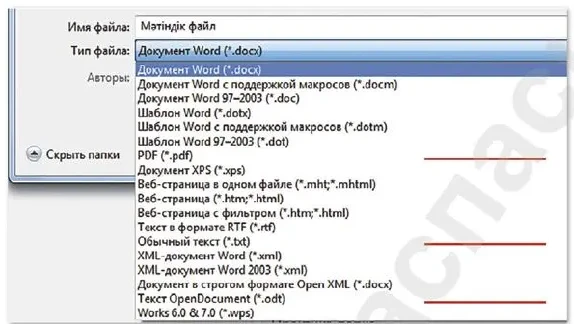 Имя файла: Мәтіндік файл
Тип файла: Документ Word (*.docx)
Авторы:
Документ Word (*.docx)
Документ Word с поддержкой макросов (*.docm)
Документ Word 97–2003 (*.doc)
Шаблон Word (*.dotx)
Шаблон Word с поддержкой макросов (*.dotm)
Шаблон Word 97–2003 (*.dot)
Скрыть папки
PDF (*.pdf)
Документ XPS (*.xps)
Веб-страница в одном файле (*.mht;*.mhtml)
Веб-страница (*.htm;*.html)
Веб-страница с фильтром (*.htm;*.html)
Текст в формате RTF (*.rtf)
Обычный текст (*.txt)
XML-документ Word (*.xml)
XML-документ Word 2003 (*.xml)
Документ в строгом формате Open XML (*.docx)
Текст OpenDocument (*.odt)
Works 6.0 & 7.0 (*.wps)